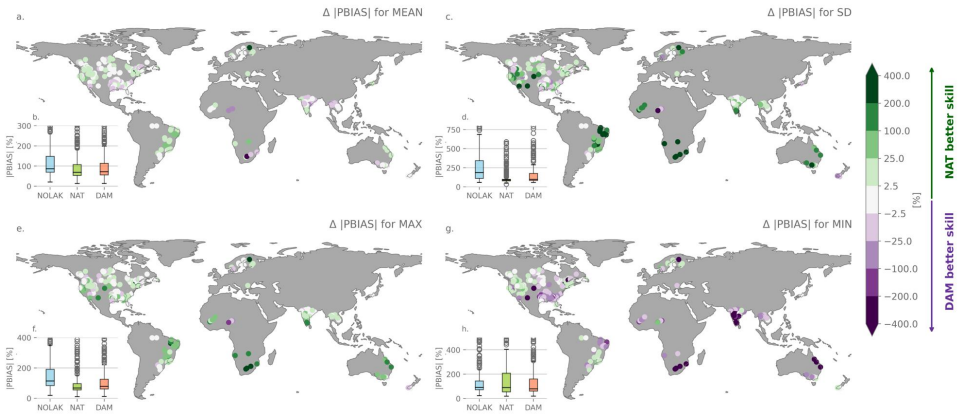 a.
Δ |PBIAS| for MEAN
b.
|PBIAS| [%]
300
200
100
0
NOLAK NAT DAM
c.
Δ |PBIAS| for SD
d.
750
500
250
0
NOLAK NAT DAM
e.
Δ |PBIAS| for MAX
f.
|PBIAS| [%]
400
200
0
NOLAK NAT DAM
g.
Δ |PBIAS| for MIN
h.
400
200
0
NOLAK NAT DAM
400.0
200.0
100.0
25.0
2.5
−2.5
−25.0
−100.0
−200.0
−400.0
[%]
NAT better skill
DAM better skill